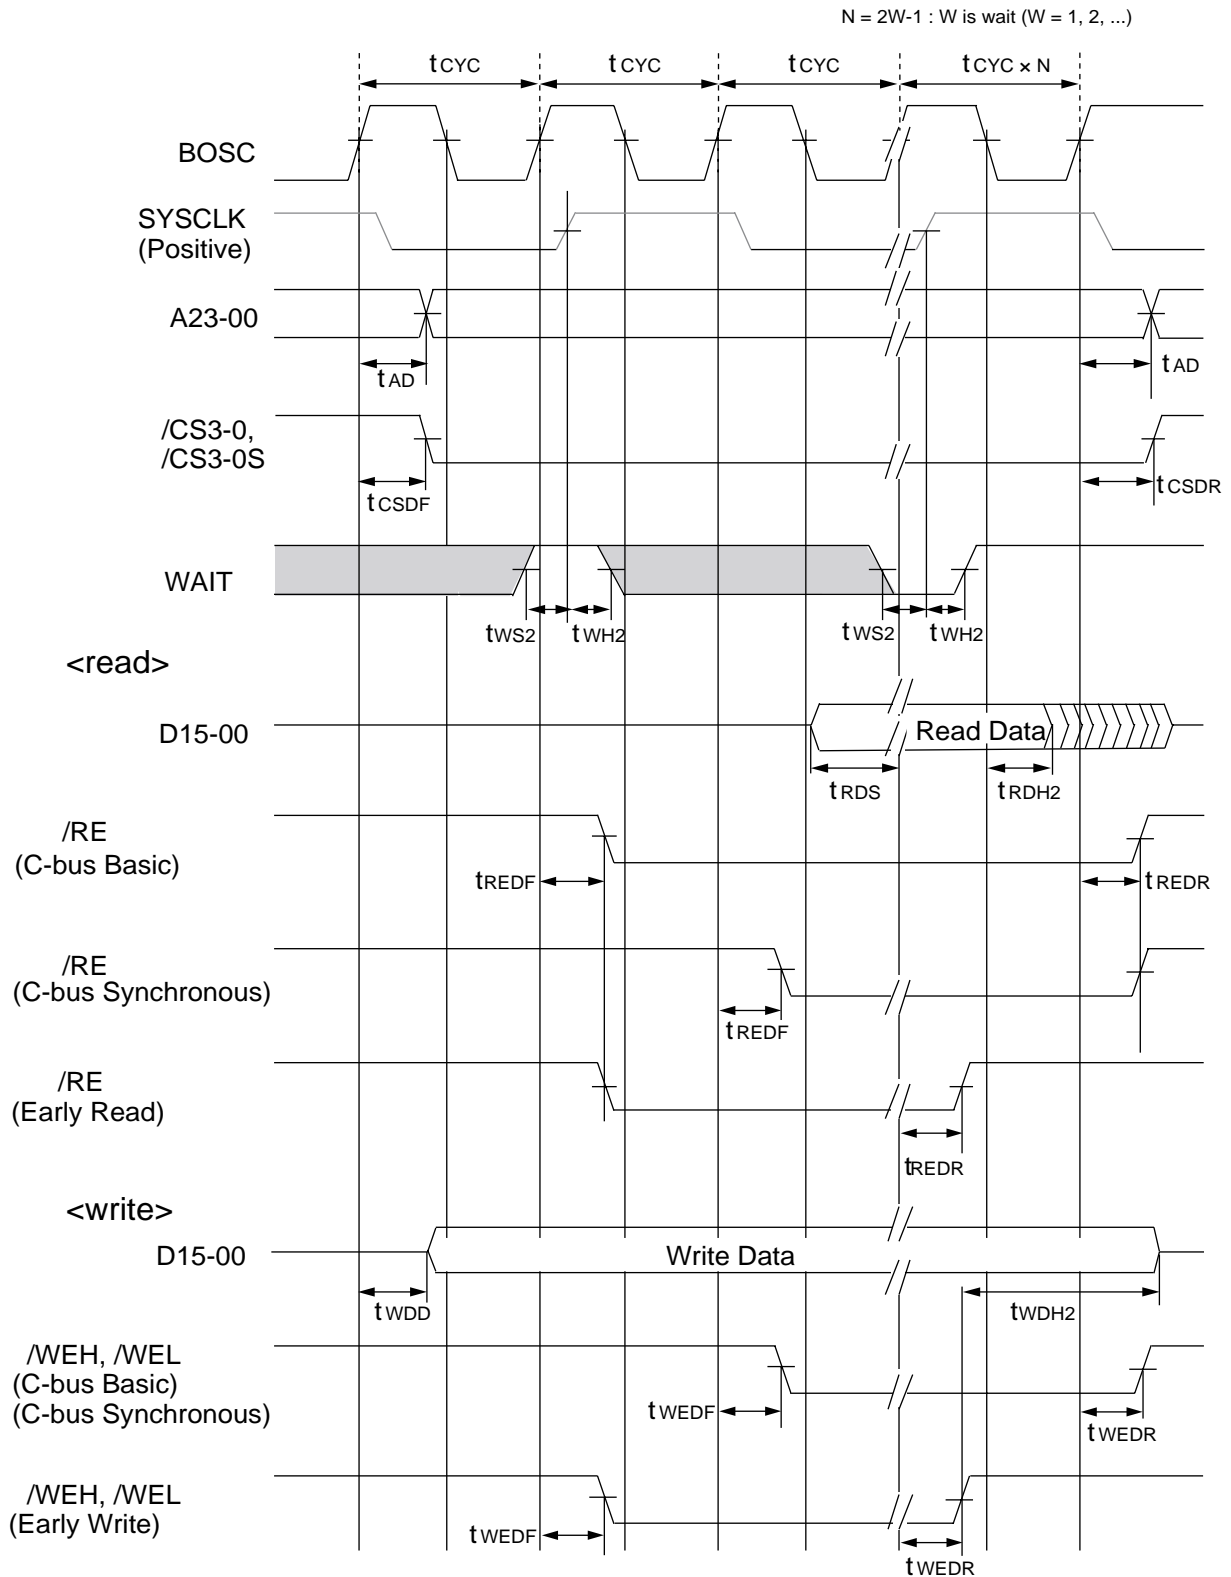 N = 2W-1 : W is wait (W = 1, 2, ...)
tCYC tCYC tCYC tCYC × N
BOSC
SYSCLK
(Positive)
A23-00
tAD tAD
/CS3-0,
/CS3-0S
tCSDF tCSDR
WAIT
tWS2 tWH2 tWS2 tWH2
<read>
D15-00 Read Data
tRDS tRDH2
/RE
(C-bus Basic)
tREDF tREDR
/RE
(C-bus Synchronous)
tREDF
/RE
(Early Read)
tREDR
<write>
D15-00 Write Data
tWDD tWDH2
/WEH, /WEL
(C-bus Basic)
(C-bus Synchronous)
tWEDF tWEDR
/WEH, /WEL
(Early Write)
tWEDF tWEDR